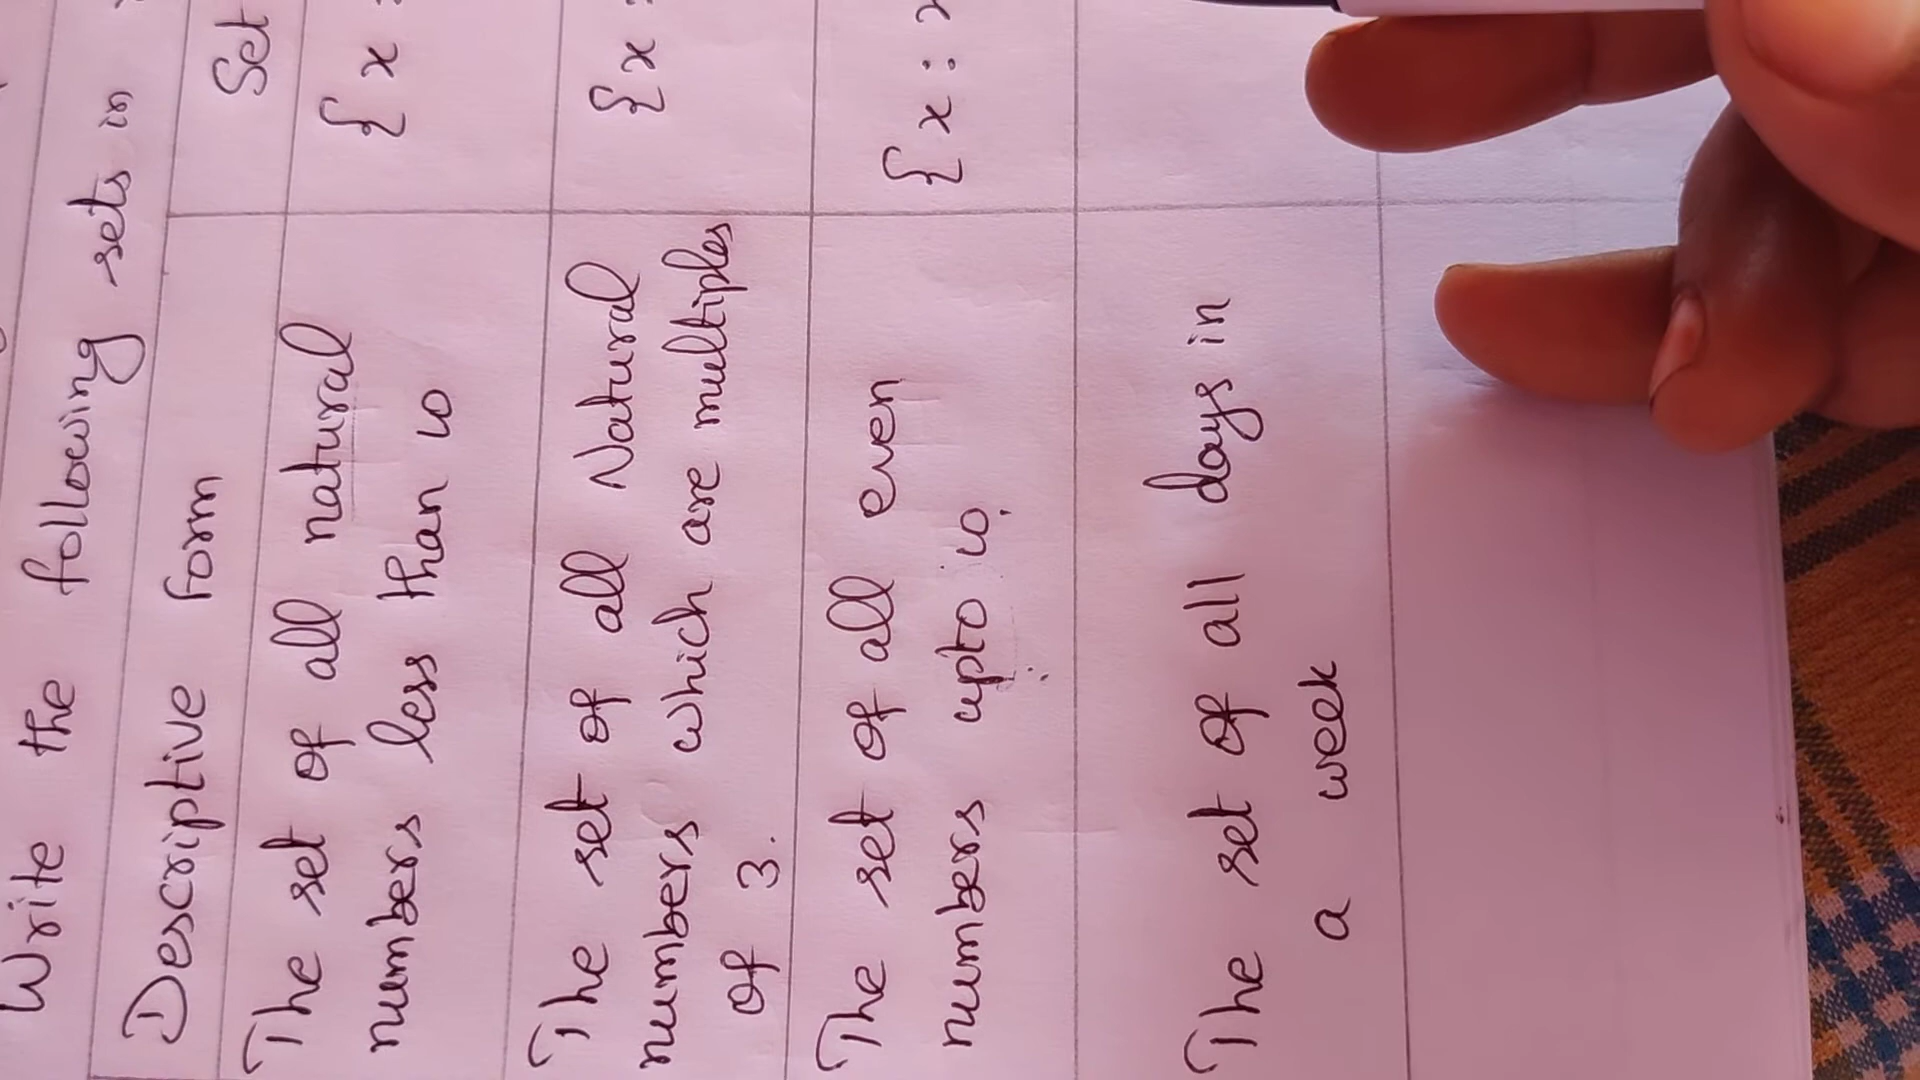 Write the following sets in
Descriptive form Set
The set of all natural
numbers less than 10
{ x :
The set of all Natural
numbers which are multiples
of 3.
{ x :
The set of all even
numbers upto 10.
{ x : x
The set of all days in
a week